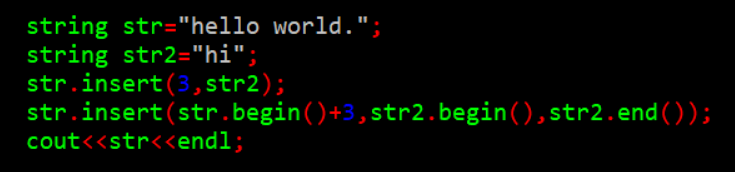 string str="hello world.";
string str2="hi";
str.insert(3,str2);
str.insert(str.begin()+3,str2.begin(),str2.end());
cout<<str<<endl;